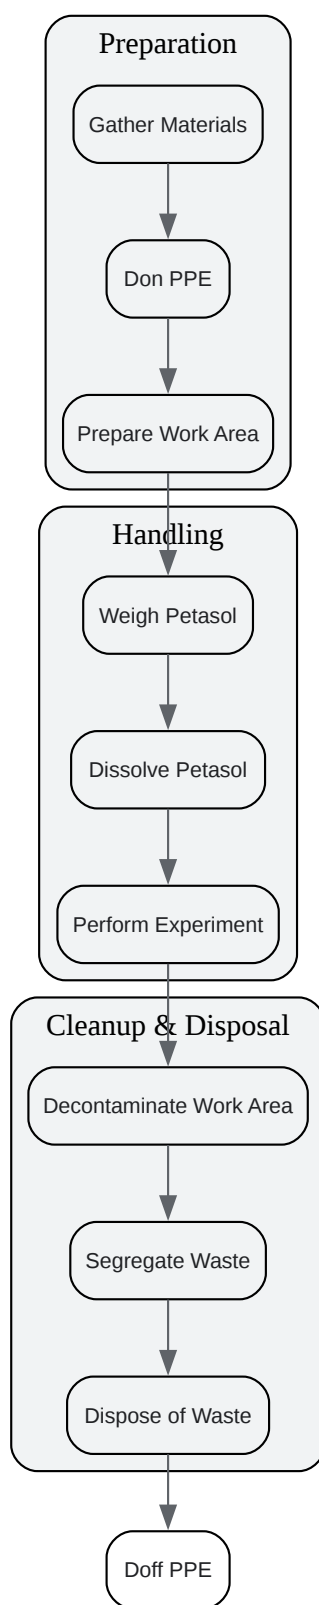 Preparation
Gather Materials
Don PPE
Prepare Work Area
Handling
Weigh Petasol
Dissolve Petasol
Perform Experiment
Cleanup & Disposal
Decontaminate Work Area
Segregate Waste
Dispose of Waste
Doff PPE